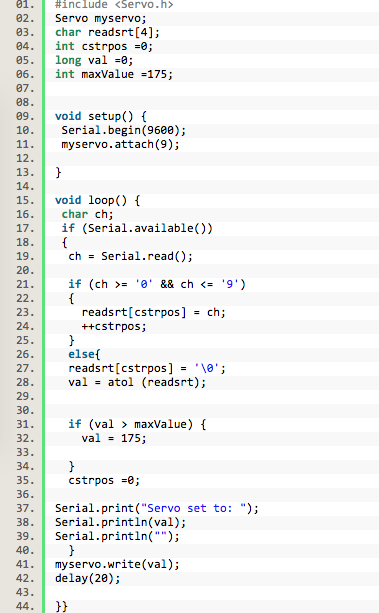 01. #include <Servo.h>
02. Servo myservo;
03. char readsrt[4];
04. int cstrpos =0;
05. long val =0;
06. int maxValue =175;
07.
08.
09. void setup() {
10. Serial.begin(9600);
11. myservo.attach(9);
12.
13. }
14.
15. void loop() {
16. char ch;
17. if (Serial.available())
18. {
19. ch = Serial.read();
20.
21. if (ch >= '0' && ch <= '9')
22. {
23. readsrt[cstrpos] = ch;
24. ++cstrpos;
25. }
26. else{
27. readsrt[cstrpos] = '\0';
28. val = atol (readsrt);
29.
30.
31. if (val > maxValue) {
32. val = 175;
33.
34. }
35. cstrpos =0;
36.
37. Serial.print("Servo set to: ");
38. Serial.println(val);
39. Serial.println("");
40. }
41. myservo.write(val);
42. delay(20);
43.
44. }}